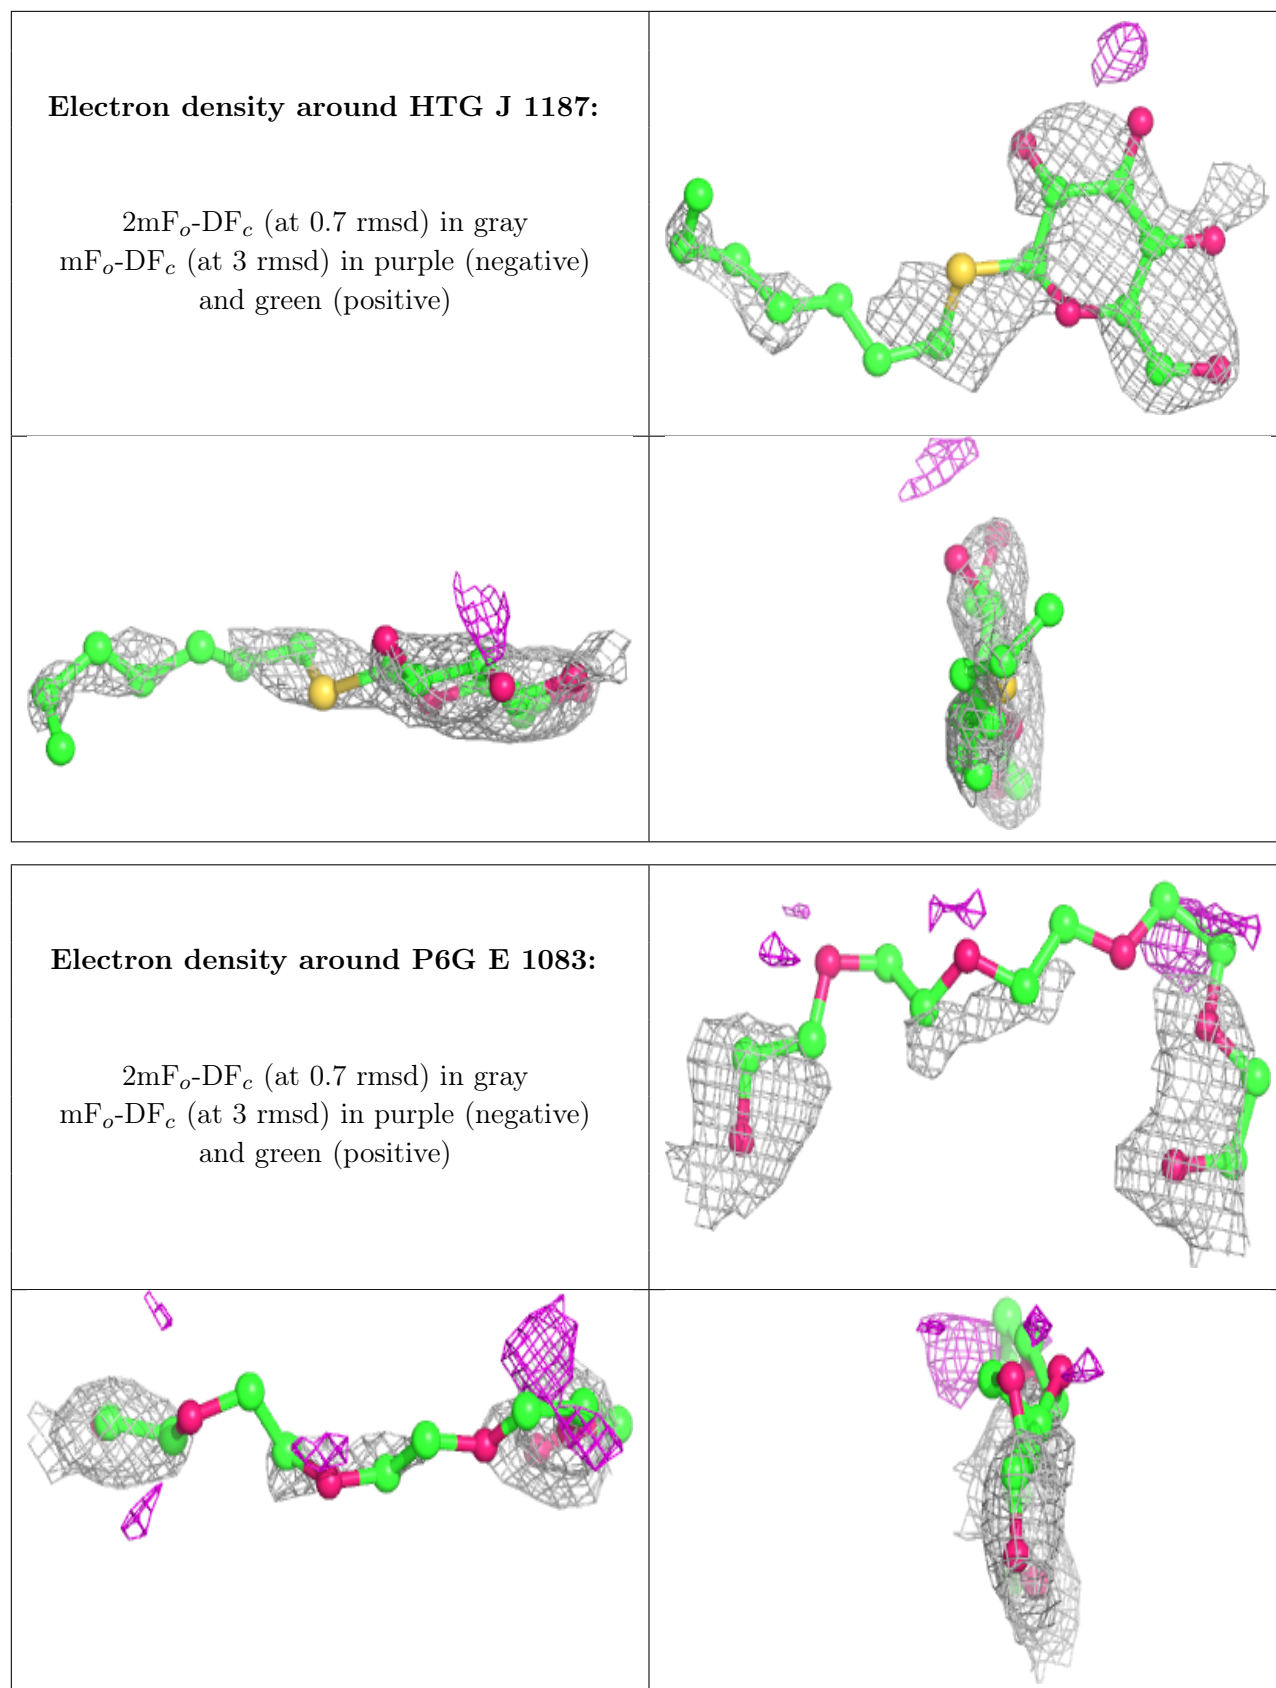 Electron density around HTG J 1187:
2mFₒ-DF𝒸 (at 0.7 rmsd) in gray
mFₒ-DF𝒸 (at 3 rmsd) in purple (negative)
and green (positive)
Electron density around P6G E 1083:
2mFₒ-DF𝒸 (at 0.7 rmsd) in gray
mFₒ-DF𝒸 (at 3 rmsd) in purple (negative)
and green (positive)